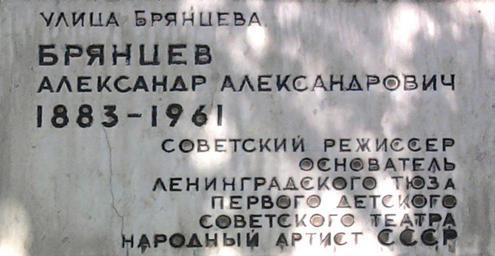 УЛИЦА БРЯНЦЕВА
БРЯНЦЕВ
АЛЕКСАНДР АЛЕКСАНДРОВИЧ
1883-1961
СОВЕТСКИЙ РЕЖИССЕР
ОСНОВАТЕЛЬ
ЛЕНИНГРАДСКОГО ТЮЗА
ПЕРВОГО ДЕТСКОГО
СОВЕТСКОГО ТЕАТРА
НАРОДНЫЙ АРТИСТ СССР